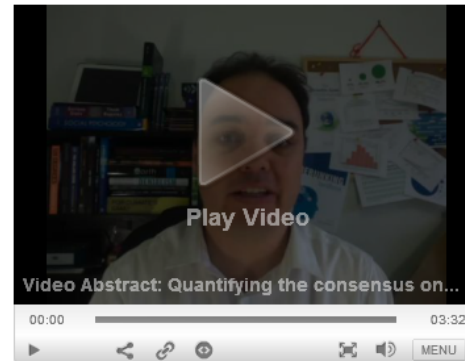 Play Video
Video Abstract: Quantifying the consensus on...
00:00 03:32
MENU